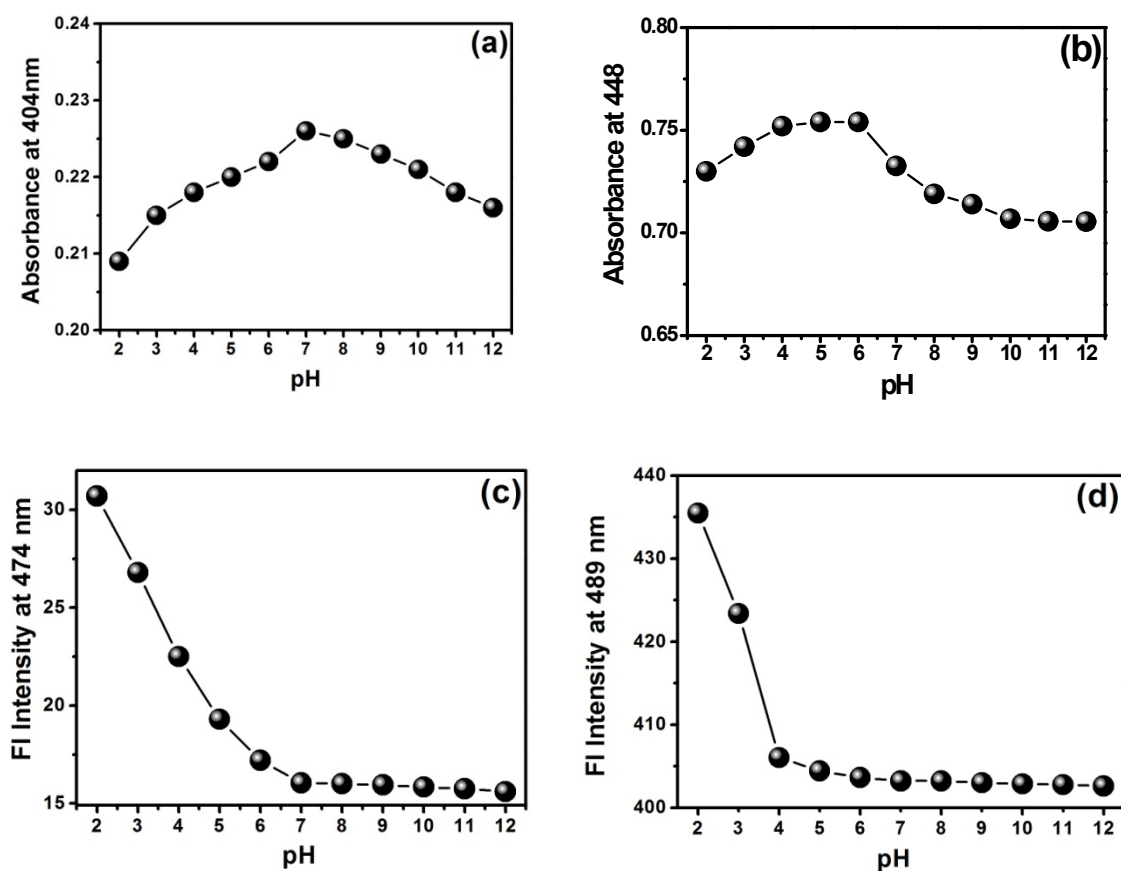 (a)
Absorbance at 404nm
0.24
0.23
0.22
0.21
0.20
2 3 4 5 6 7 8 9 10 11 12
pH
(b)
Absorbance at 448
0.80
0.75
0.70
0.65
2 3 4 5 6 7 8 9 10 11 12
pH
(c)
FI Intensity at 474 nm
30
25
20
15
2 3 4 5 6 7 8 9 10 11 12
pH
(d)
FI Intensity at 489 nm
440
430
420
410
400
2 3 4 5 6 7 8 9 10 11 12
pH